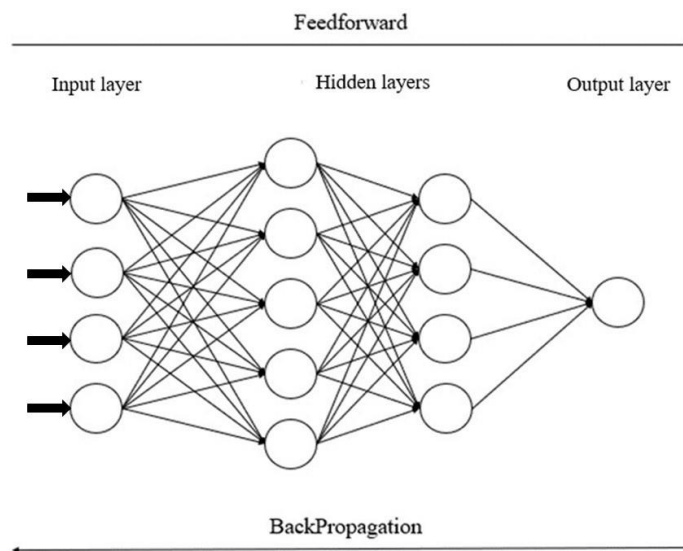 Feedforward
Input layer
Hidden layers
Output layer
BackPropagation